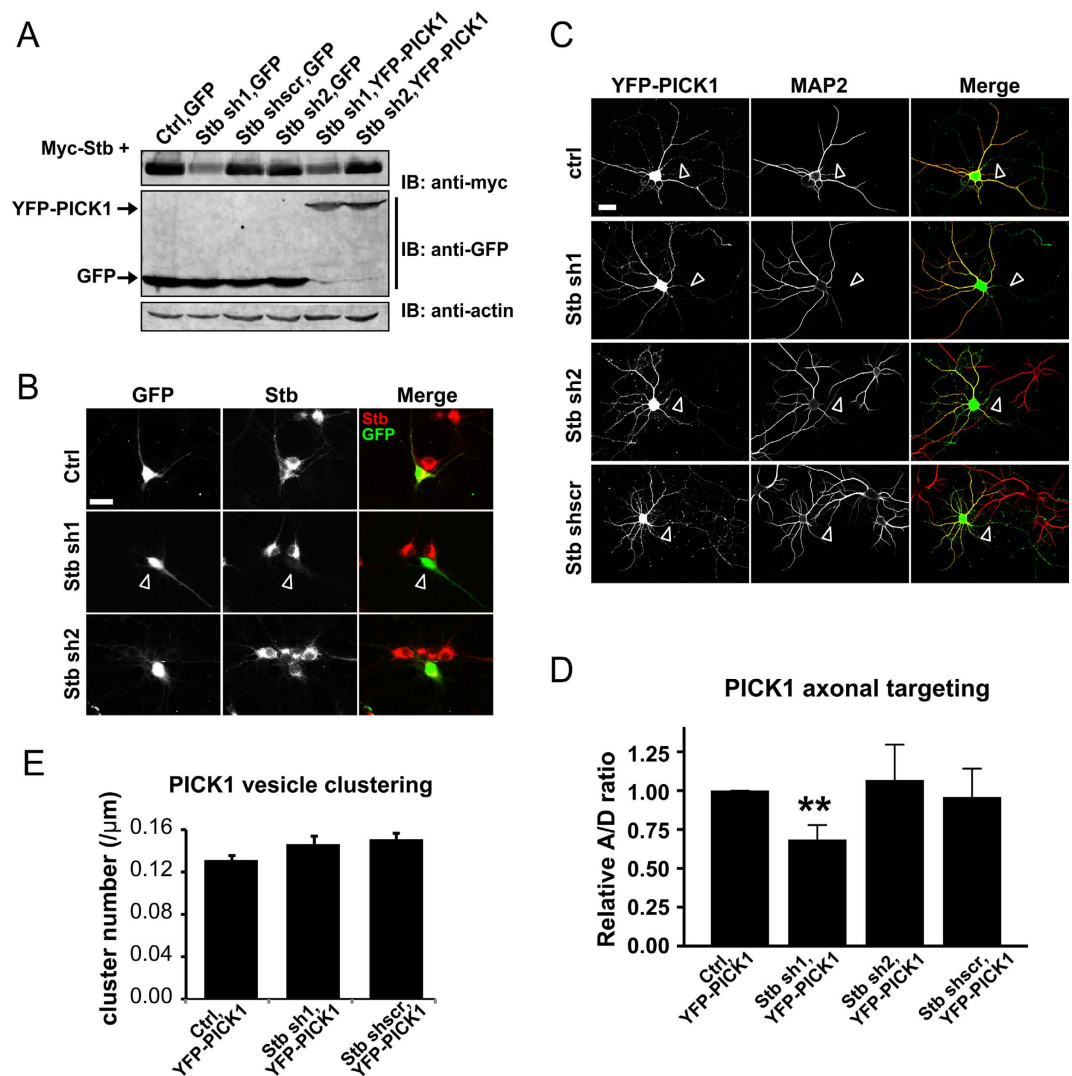 A
Ctrl,GFP
Stb sh1,GFP
Stb shscr,GFP
Stb sh2,GFP
Stb sh1,YFP-PICK1
Stb sh2,YFP-PICK1
Myc-Stb +
IB: anti-myc
YFP-PICK1
IB: anti-GFP
GFP
IB: anti-actin
B
GFP
Stb
Merge
Stb
GFP
Ctrl
Stb sh1
Stb sh2
C
YFP-PICK1
MAP2
Merge
ctrl
Stb sh1
Stb sh2
Stb shscr
D
PICK1 axonal targeting
Relative A/D ratio
1.25
1.00
0.75
0.50
0.25
0.00
**
Ctrl,
YFP-PICK1
Stb sh1,
YFP-PICK1
Stb sh2,
YFP-PICK1
Stb shscr,
YFP-PICK1
E
PICK1 vesicle clustering
cluster number (/μm)
0.16
0.12
0.08
0.04
0.00
Ctrl,
YFP-PICK1
Stb sh1,
YFP-PICK1
Stb shscr,
YFP-PICK1